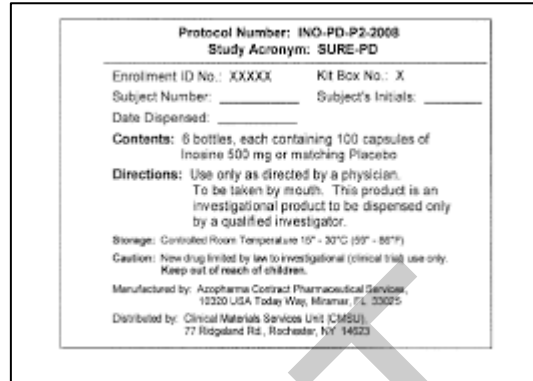 Protocol Number: INO-PD-P2-2008
Study Acronym: SURE-PD
Enrollment ID No.: XXXXX Kit Box No.: X
Subject Number: __________ Subject's Initials: _______
Date Dispensed: __________
Contents: 6 bottles, each containing 100 capsules of
Inosine 500 mg or matching Placebo
Directions: Use only as directed by a physician.
To be taken by mouth. This product is an
investigational product to be dispensed only
by a qualified investigator.
Storage: Controlled Room Temperature 15° - 30°C (59° - 86°F)
Caution: New drug limited by law to investigational (clinical trial) use only.
Keep out of reach of children.
Manufactured by: Azopharma Contract Pharmaceutical Services,
10320 USA Today Way, Miramar, FL 33025
Distributed by: Clinical Materials Services Unit (CMSU)
77 Ridgeland Rd., Rochester, NY 14623